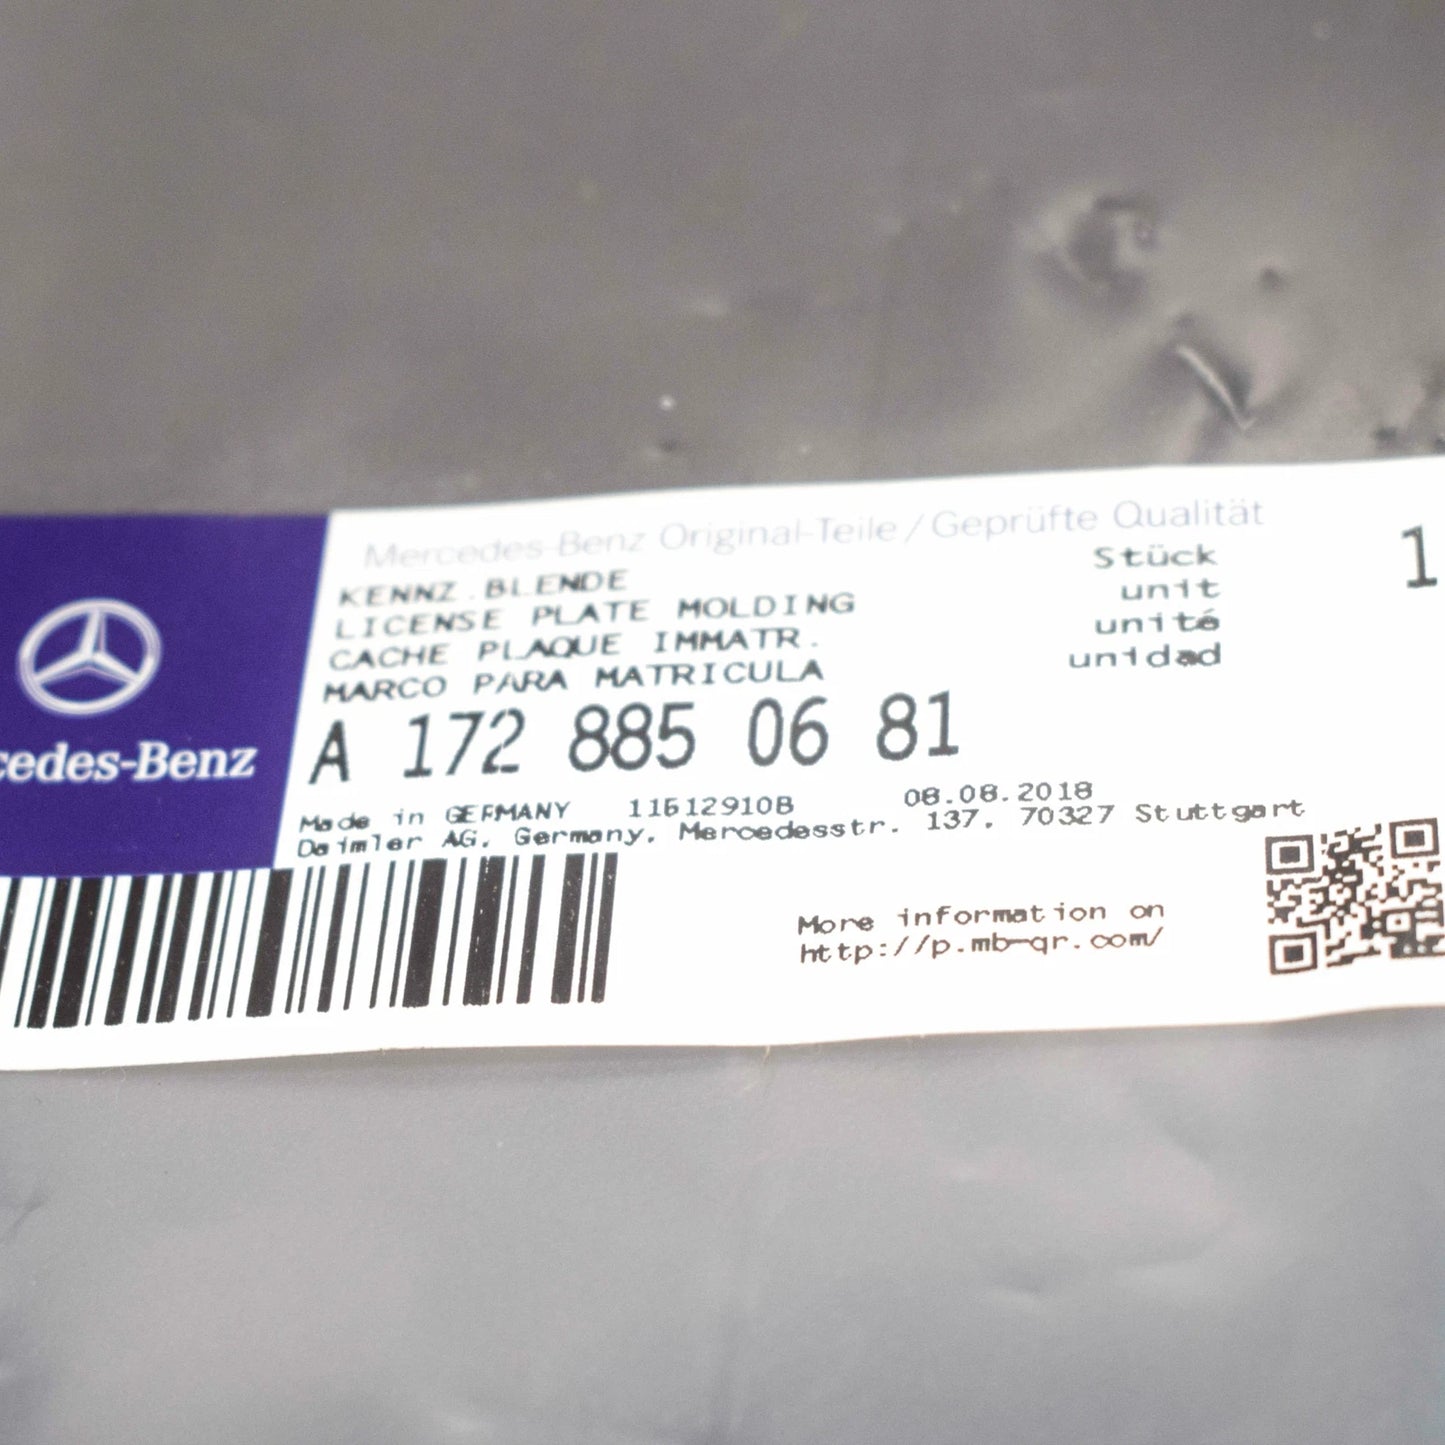 Mercedes-Benz Original-Teile / Geprüfte Qualität
KENNZ.BLENDE
LICENSE PLATE MOLDING
CACHE PLAQUE IMMATR.
MARCO PARA MATRICULA
Stück 1
unit
unité
unidad
A 172 885 06 81
cedes-Benz
Made in GERMANY 08.08.2018
Daimler AG, Germany, Mercedesstr. 137, 70327 Stuttgart
More information on
http://p.mb-qr.com/